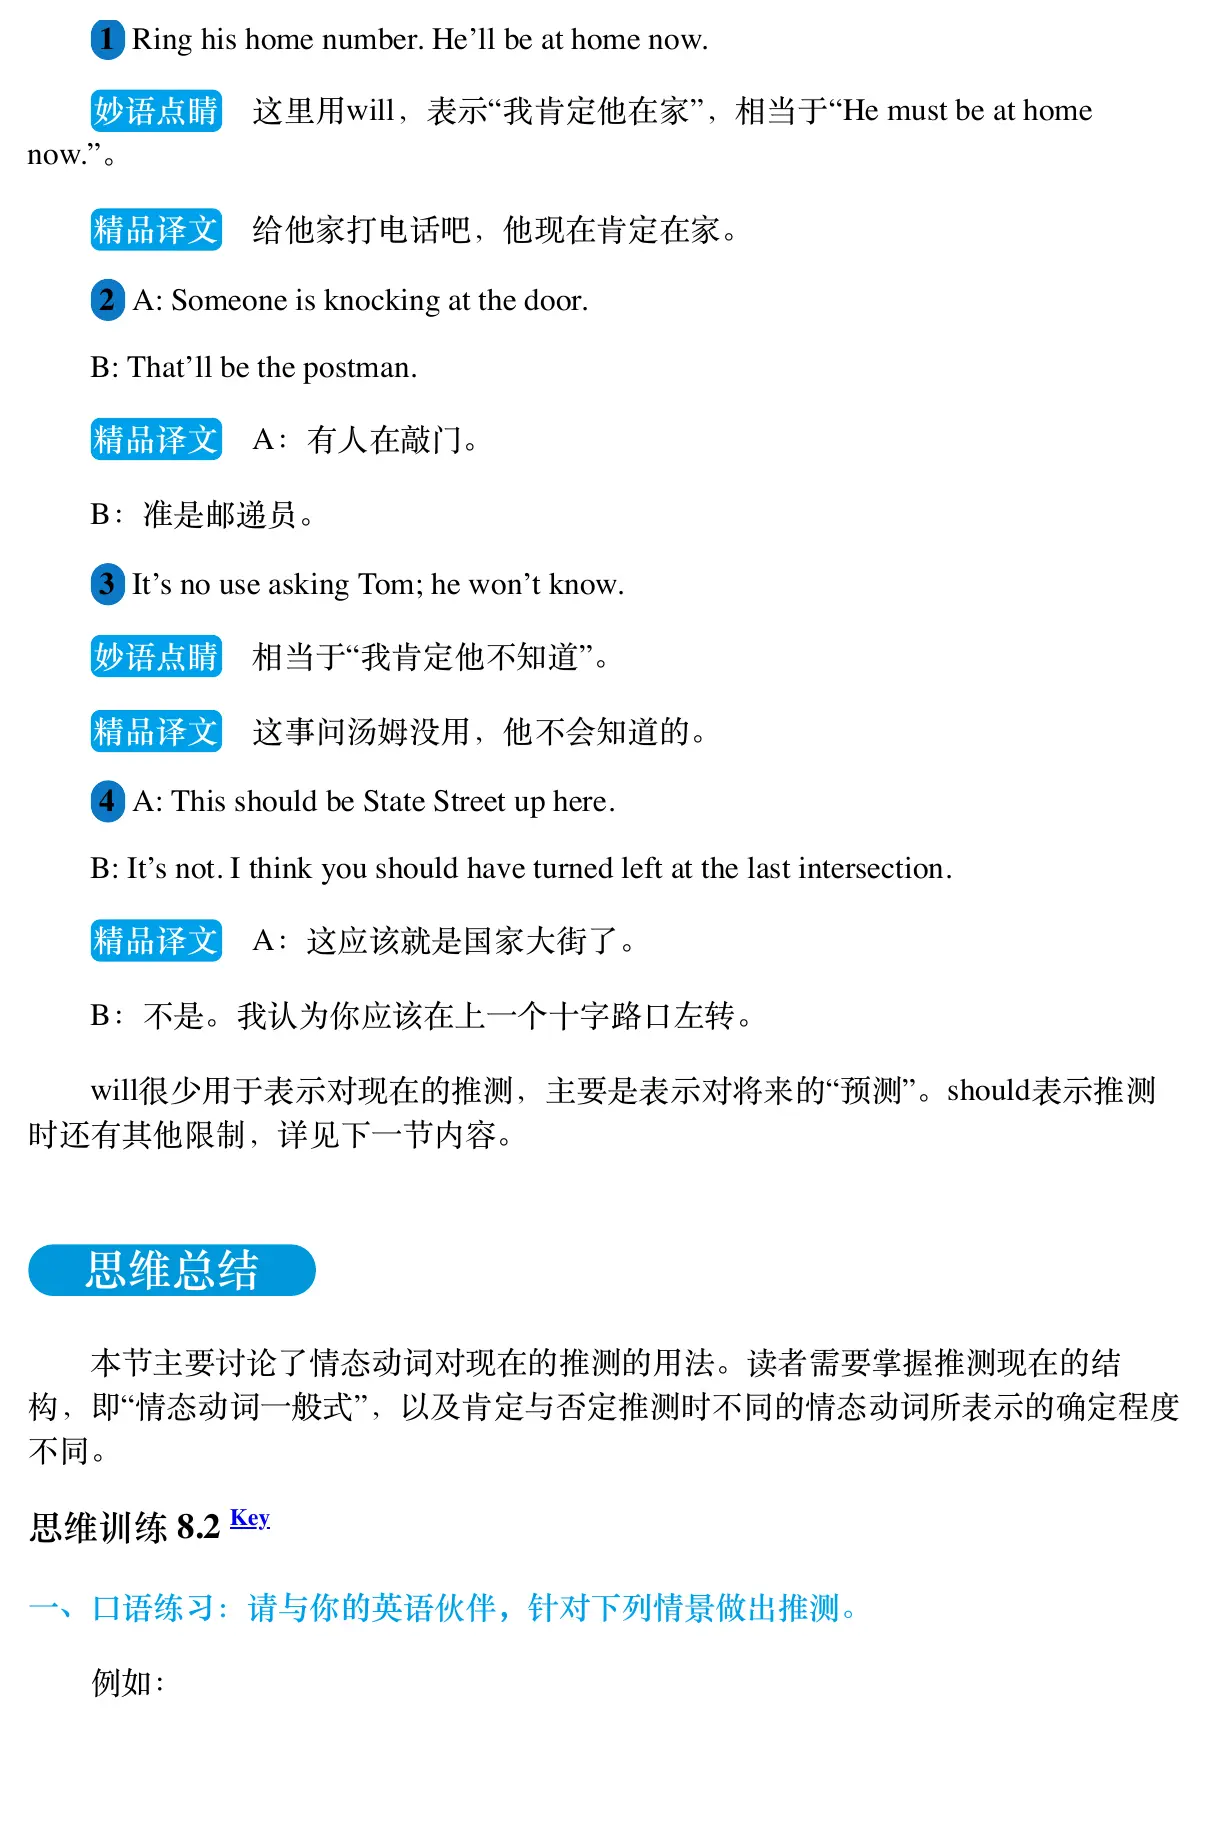 1 Ring his home number. He’ll be at home now.
妙语点睛 这里用will，表示“我肯定他在家”，相当于“He must be at home
now.”。
精品译文 给他家打电话吧，他现在肯定在家。
2 A: Someone is knocking at the door.
B: That’ll be the postman.
精品译文 A：有人在敲门。
B：准是邮递员。
3 It’s no use asking Tom; he won’t know.
妙语点睛 相当于“我肯定他不知道”。
精品译文 这事问汤姆没用，他不会知道的。
4 A: This should be State Street up here.
B: It’s not. I think you should have turned left at the last intersection.
精品译文 A：这应该就是国家大街了。
B：不是。我认为你应该在上一个十字路口左转。
will很少用于表示对现在的推测，主要是表示对将来的“预测”。should表示推测
时还有其他限制，详见下一节内容。
思维总结
本节主要讨论了情态动词对现在的推测的用法。读者需要掌握推测现在的结
构，即“情态动词一般式”，以及肯定与否定推测时不同的情态动词所表示的确定程度
不同。
思维训练 8.2 Key
一、口语练习：请与你的英语伙伴，针对下列情景做出推测。
例如：